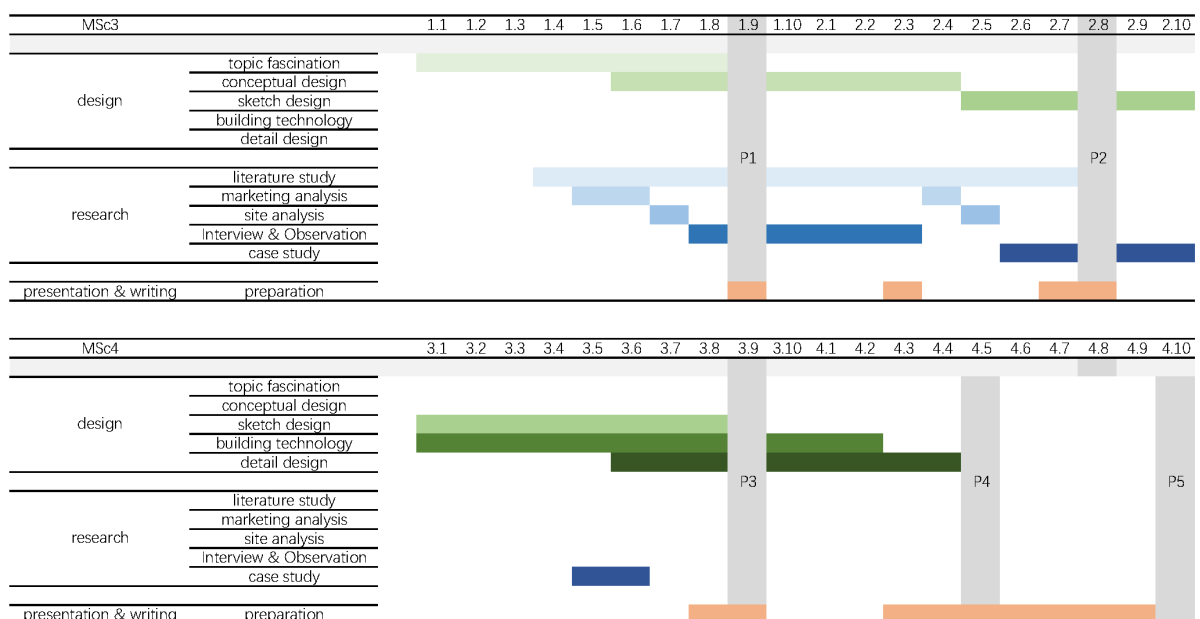 MSc3 1.1 1.2 1.3 1.4 1.5 1.6 1.7 1.8 1.9 1.10 2.1 2.2 2.3 2.4 2.5 2.6 2.7 2.8 2.9 2.10
topic fascination
conceptual design
design sketch design
building technology
detail design
P1 P2
literature study
marketing analysis
research site analysis
Interview & Observation
case study
presentation & writing preparation
MSc4 3.1 3.2 3.3 3.4 3.5 3.6 3.7 3.8 3.9 3.10 4.1 4.2 4.3 4.4 4.5 4.6 4.7 4.8 4.9 4.10
topic fascination
conceptual design
design sketch design
building technology
detail design
P3 P4 P5
literature study
marketing analysis
research site analysis
Interview & Observation
case study
presentation & writing preparation